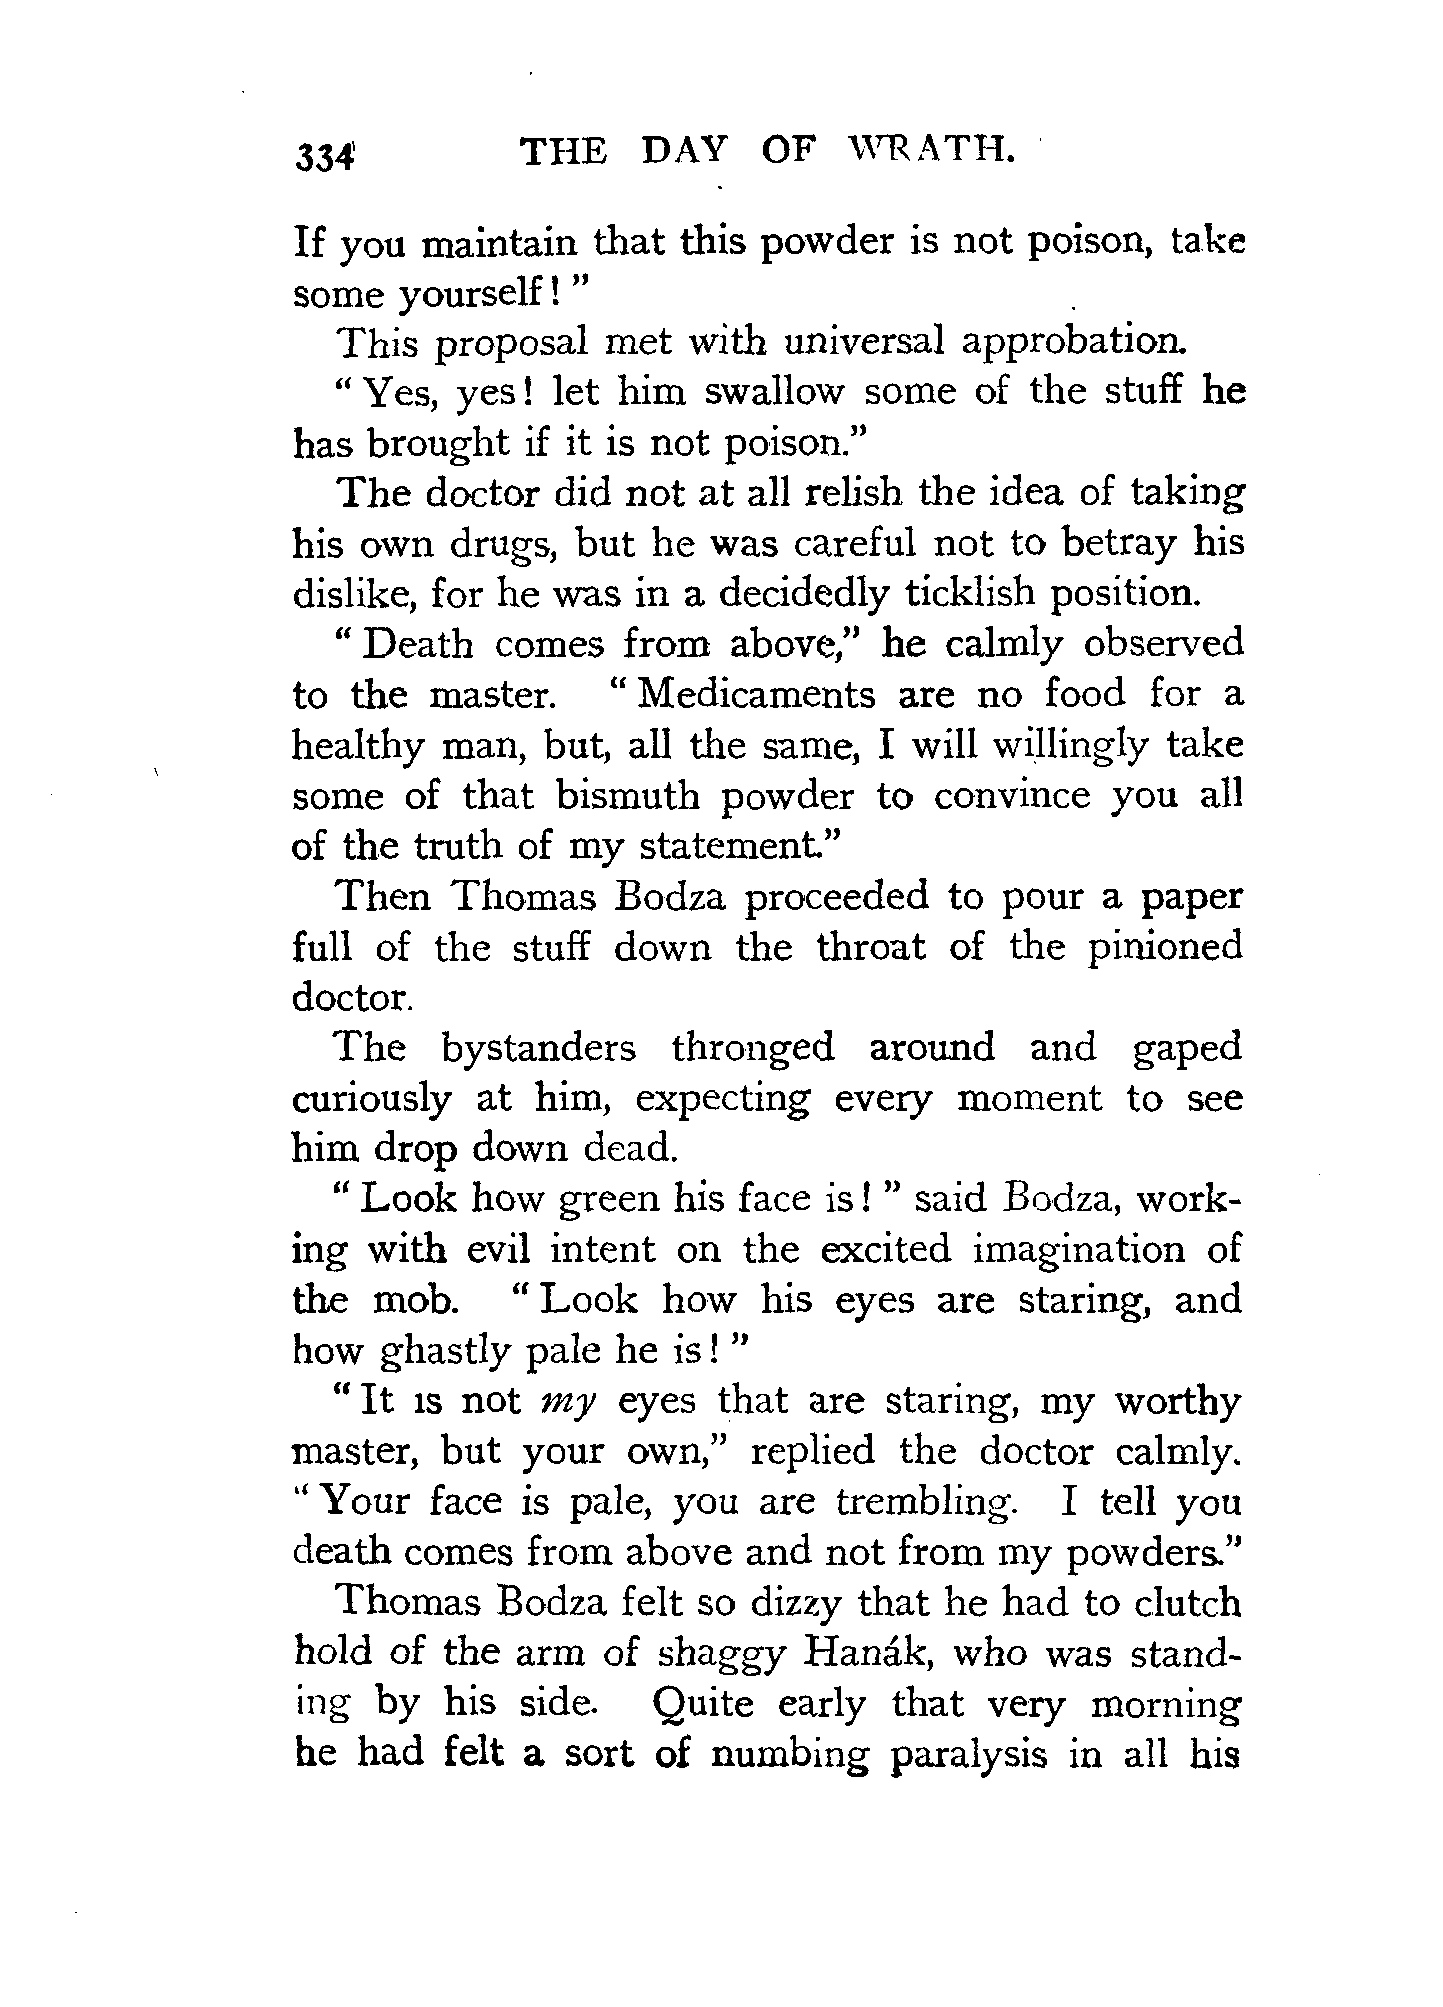 334 THE DAY OF WRATH.
If you maintain that this powder is not poison, take
some yourself! "
This proposal met with universal approbation.
" Yes, yes! let him swallow some of the stuff he
has brought if it is not poison."
The doctor did not at all relish the idea of taking
his own drugs, but he was careful not to betray his
dislike, for he was in a decidedly ticklish position.
" Death comes from above," he calmly observed
to the master. " Medicaments are no food for a
healthy man, but, all the same, I will willingly take
some of that bismuth powder to convince you all
of the truth of my statement."
Then Thomas Bodza proceeded to pour a paper
full of the stuff down the throat of the pinioned
doctor.
The bystanders thronged around and gaped
curiously at him, expecting every moment to see
him drop down dead.
" Look how green his face is! " said Bodza, work-
ing with evil intent on the excited imagination of
the mob. " Look how his eyes are staring, and
how ghastly pale he is! "
" It is not my eyes that are staring, my worthy
master, but your own," replied the doctor calmly.
" Your face is pale, you are trembling. I tell you
death comes from above and not from my powders."
Thomas Bodza felt so dizzy that he had to clutch
hold of the arm of shaggy Hanák, who was stand-
ing by his side. Quite early that very morning
he had felt a sort of numbing paralysis in all his